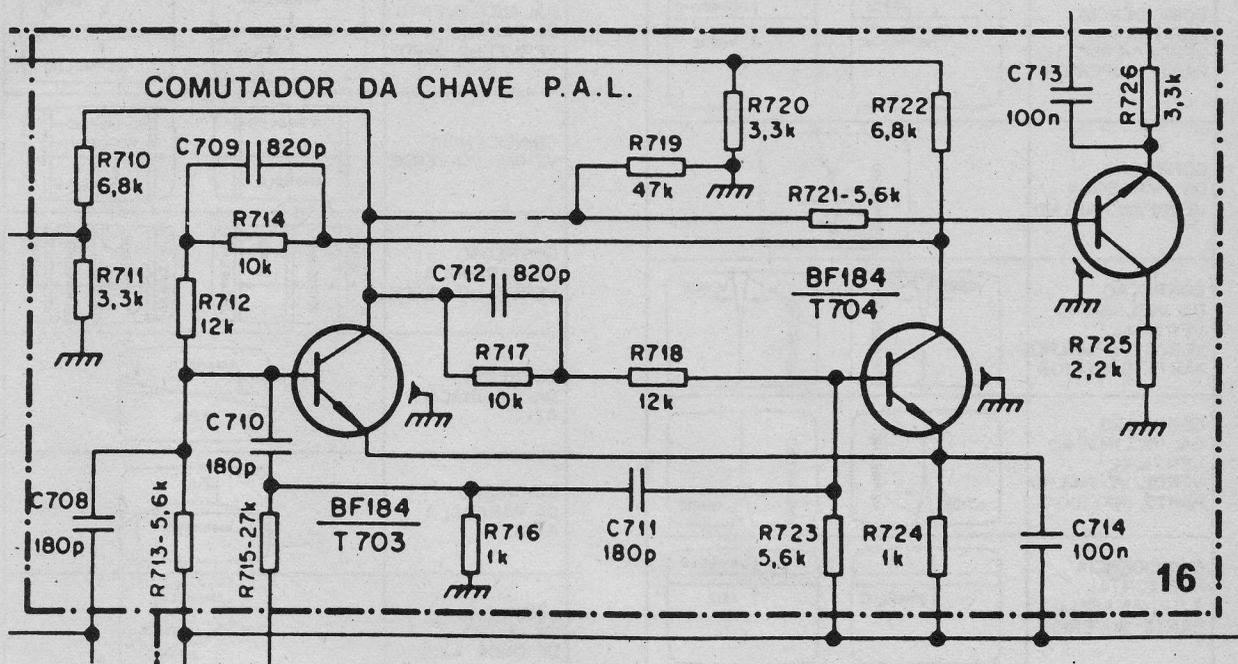 COMUTADOR DA CHAVE P.A.L.
C713
100n
R726
3,3k
R720
3,3k
R722
6,8k
C709 820p
R710
6,8k
R719
47k
R721-5,6k
R714
10k
R711
3,3k
R712
12k
C712 820p
BF184
T704
R717
10k
R718
12k
R725
2,2k
C710
180p
C708
180p
R713-5,6k
R715-27k
BF184
T703
R716
1k
C711
180p
R723
5,6k
R724
1k
C714
100n
16